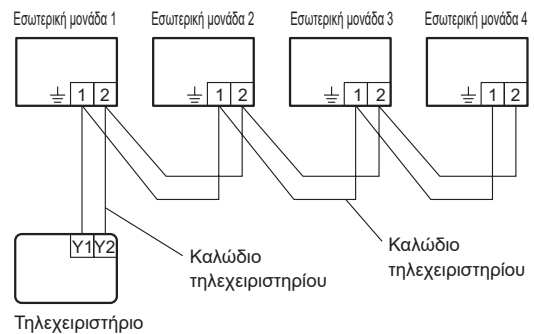 Εσωτερική μονάδα 1 Εσωτερική μονάδα 2 Εσωτερική μονάδα 3 Εσωτερική μονάδα 4
1 2 1 2 1 2 1 2
Y1 Y2
Καλώδιο
τηλεχειριστηρίου
Καλώδιο
τηλεχειριστηρίου
Τηλεχειριστήριο